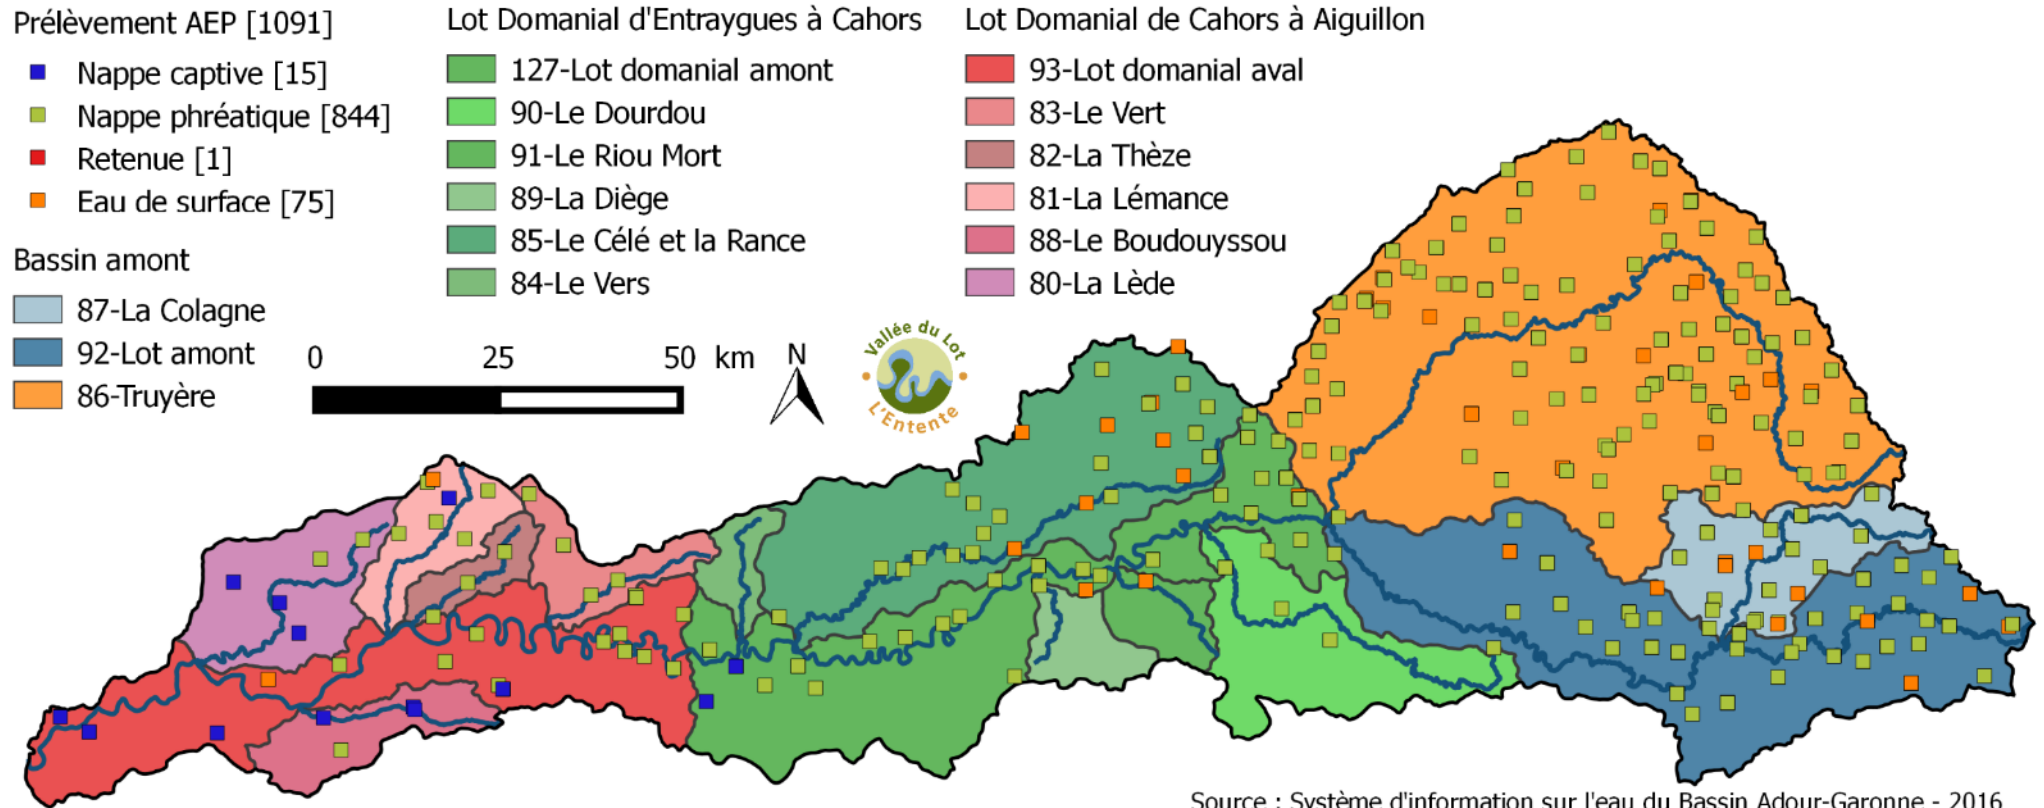 Prélèvement AEP [1091]
Nappe captive [15]
Nappe phréatique [844]
Retenue [1]
Eau de surface [75]
Bassin amont
87-La Colagne
92-Lot amont
86-Truyère
Lot Domanial d'Entraygues à Cahors
127-Lot domanial amont
90-Le Dourdou
91-Le Riou Mort
89-La Diège
85-Le Célé et la Rance
84-Le Vers
Lot Domanial de Cahors à Aiguillon
93-Lot domanial aval
83-Le Vert
82-La Thèze
81-La Lémance
88-Le Boudouyssou
80-La Lède
0 25 50 km
N
Vallée du Lot
L'Entente
Source : Système d'information sur l'eau du Bassin Adour-Garonne - 2016